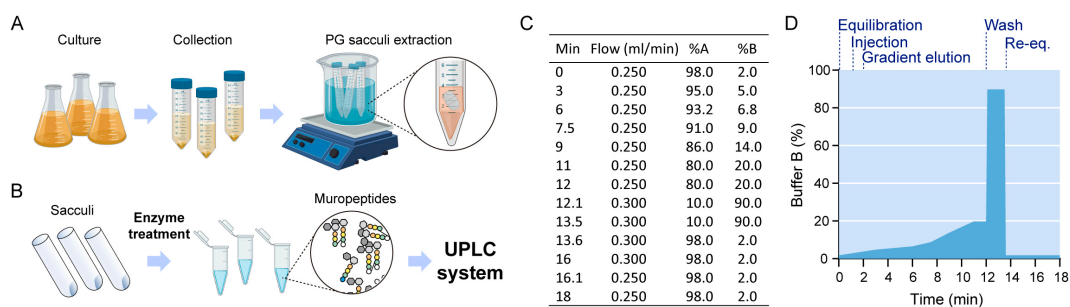 A
Culture
Collection
PG sacculi extraction
B
Sacculi
Enzyme
treatment
Muropeptides
UPLC
system
C
Min Flow (ml/min) %A %B
0 0.250 98.0 2.0
3 0.250 95.0 5.0
6 0.250 93.2 6.8
7.5 0.250 91.0 9.0
9 0.250 86.0 14.0
11 0.250 80.0 20.0
12 0.250 80.0 20.0
12.1 0.300 10.0 90.0
13.5 0.300 10.0 90.0
13.6 0.300 98.0 2.0
16 0.300 98.0 2.0
16.1 0.250 98.0 2.0
18 0.250 98.0 2.0
D
Equilibration
Injection
Gradient elution
Wash
Re-eq.
Buffer B (%)
100
80
60
40
20
0
0 2 4 6 8 10 12 14 16 18
Time (min)